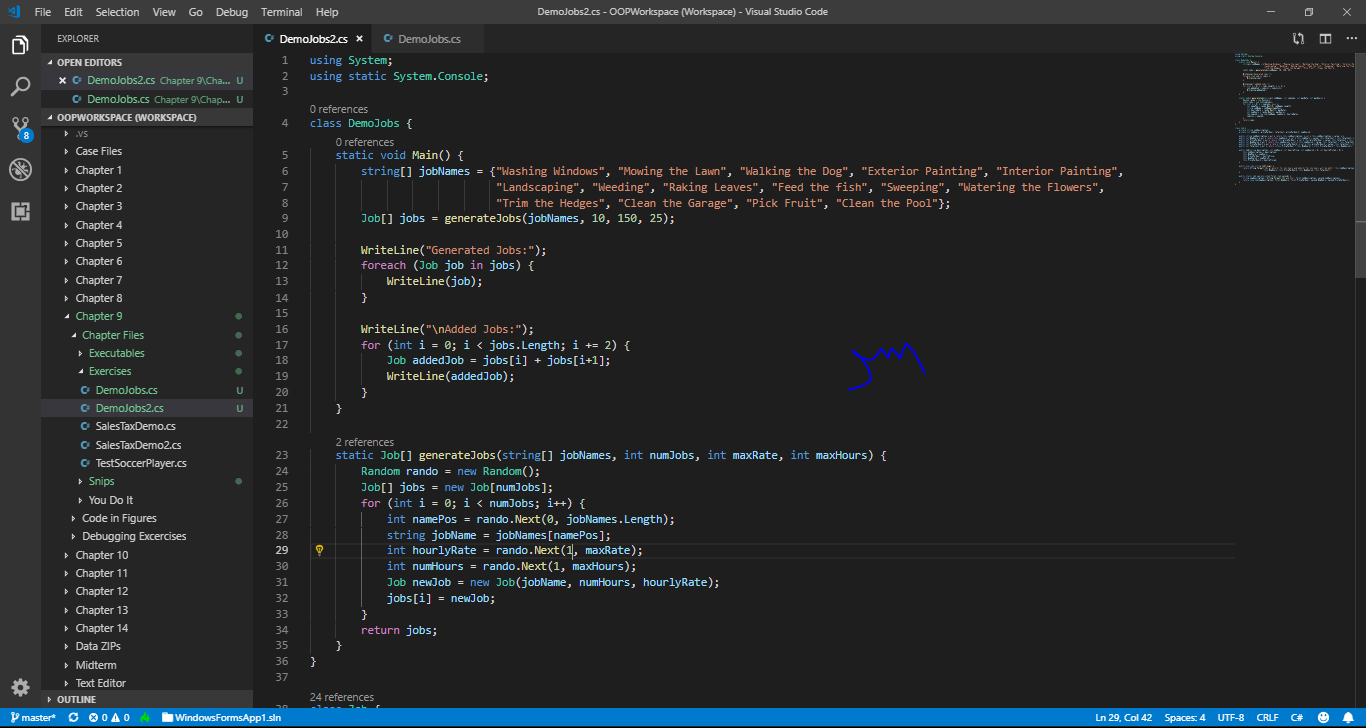 File Edit Selection View Go Debug Terminal Help
DemoJobs2.cs - OOPWorkspace (Workspace) - Visual Studio Code
EXPLORER
OPEN EDITORS
DemoJobs2.cs Chapter 9\Cha... U
DemoJobs.cs Chapter 9\Chap... U
OOPWORKSPACE (WORKSPACE)
.vs
Case Files
Chapter 1
Chapter 2
Chapter 3
Chapter 4
Chapter 5
Chapter 6
Chapter 7
Chapter 8
Chapter 9
Chapter Files
Executables
Exercises
DemoJobs.cs U
DemoJobs2.cs U
SalesTaxDemo.cs
SalesTaxDemo2.cs
TestSoccerPlayer.cs
Snips
You Do It
Code in Figures
Debugging Excercises
Chapter 10
Chapter 11
Chapter 12
Chapter 13
Chapter 14
Data ZIPs
Midterm
Text Editor
OUTLINE
8
DemoJobs2.cs DemoJobs.cs
1 using System;
2 using static System.Console;
3
0 references
4 class DemoJobs {
0 references
5 static void Main() {
6 string[] jobNames = {"Washing Windows", "Mowing the Lawn", "Walking the Dog", "Exterior Painting", "Interior Painting",
7 "Landscaping", "Weeding", "Raking Leaves", "Feed the fish", "Sweeping", "Watering the Flowers",
8 "Trim the Hedges", "Clean the Garage", "Pick Fruit", "Clean the Pool"};
9 Job[] jobs = generateJobs(jobNames, 10, 150, 25);
10
11 WriteLine("Generated Jobs:");
12 foreach (Job job in jobs) {
13 WriteLine(job);
14 }
15
16 WriteLine("\nAdded Jobs:");
17 for (int i = 0; i < jobs.Length; i += 2) {
18 Job addedJob = jobs[i] + jobs[i+1];
19 WriteLine(addedJob);
20 }
21 }
22
2 references
23 static Job[] generateJobs(string[] jobNames, int numJobs, int maxRate, int maxHours) {
24 Random rando = new Random();
25 Job[] jobs = new Job[numJobs];
26 for (int i = 0; i < numJobs; i++) {
27 int namePos = rando.Next(0, jobNames.Length);
28 string jobName = jobNames[namePos];
29 int hourlyRate = rando.Next(1, maxRate);
30 int numHours = rando.Next(1, maxHours);
31 Job newJob = new Job(jobName, numHours, hourlyRate);
32 jobs[i] = newJob;
33 }
34 return jobs;
35 }
36 }
37
24 references
master* 0 0 WindowsFormsApp1.sln
Ln 29, Col 42 Spaces: 4 UTF-8 CRLF C#